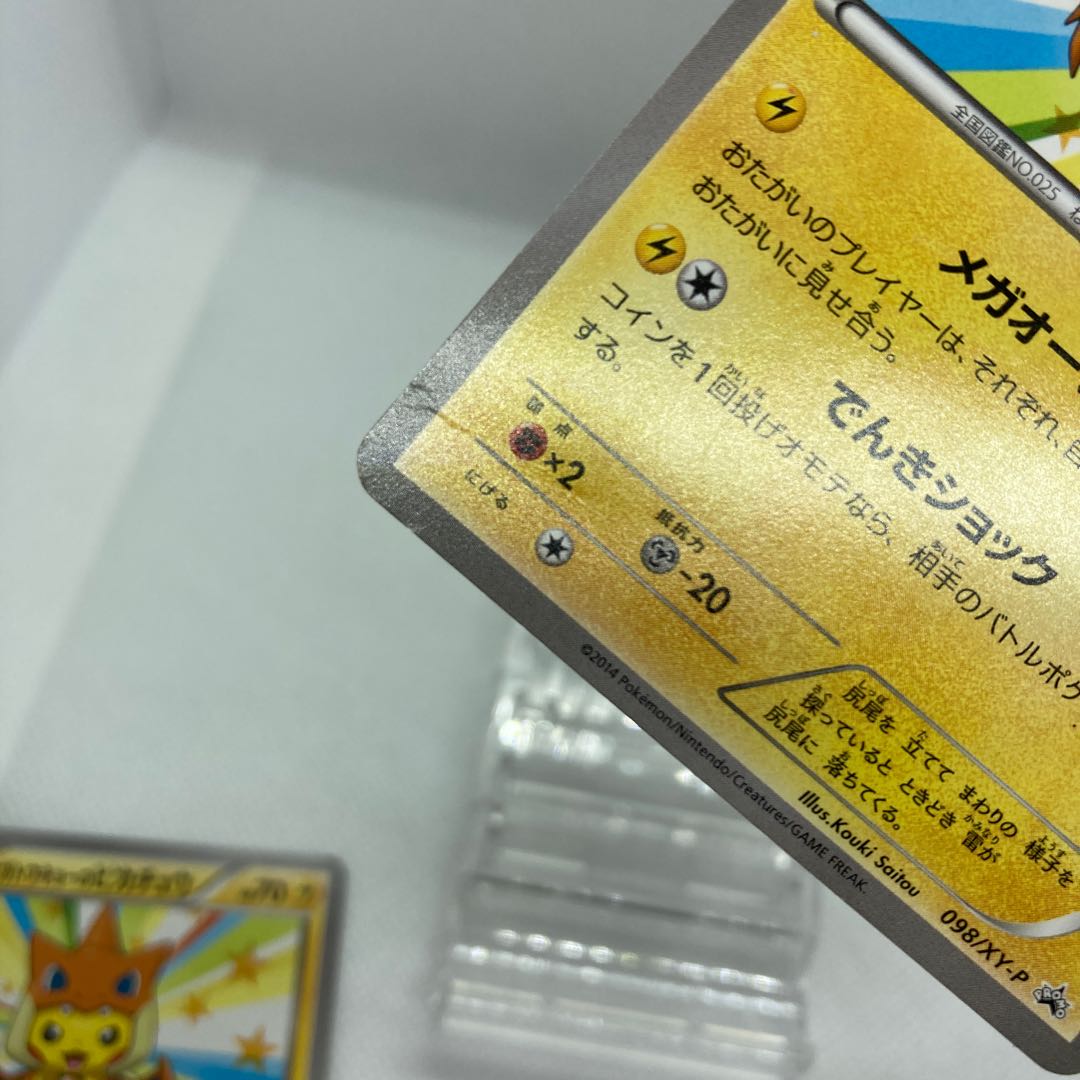 全国図鑑NO.025 ね
メガオー
おたがいのプレイヤーは、それぞれ、自
おたがいに見せ合う。
でんきショック
コインを1回投げオモテなら、相手のバトルポケ
する。
弱点
×2
抵抗力
-20
にげる
尻尾を 立てて まわりの 様子を
探っていると ときどき 雷が
尻尾に 落ちてくる。
Illus.Kouki Saitou
©2014 Pokémon/Nintendo/Creatures/GAME FREAK.
098/XY-P
PROMO